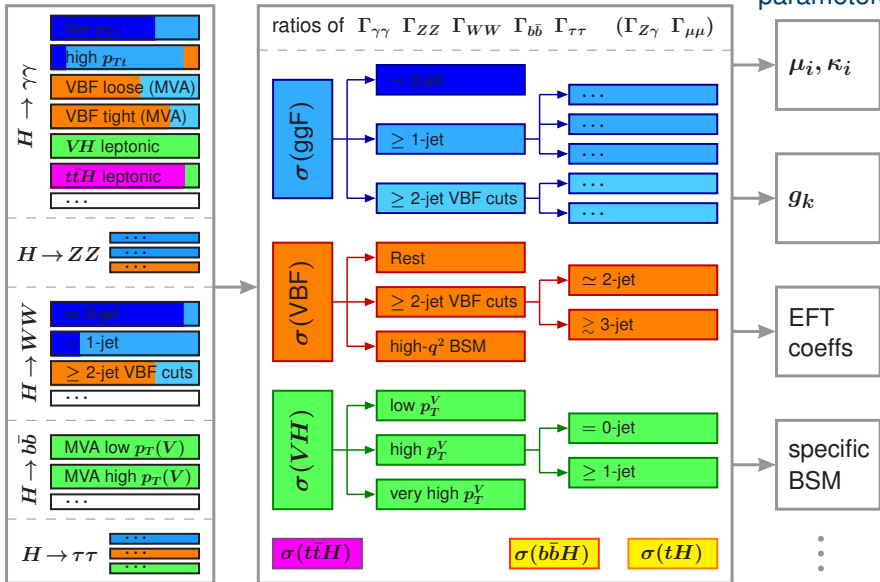 parameters
low p_Tt
high p_Tt
VBF loose (MVA)
VBF tight (MVA)
VH leptonic
tt̄H leptonic
...
H → γγ
H → ZZ
...
...
...
H → WW
= 0-jet
= 1-jet
≥ 2-jet VBF cuts
...
H → bb̄
MVA low p_T(V)
MVA high p_T(V)
...
H → ττ
...
...
...
ratios of Γ_γγ Γ_ZZ Γ_WW Γ_bb̄ Γ_ττ (Γ_Zγ Γ_μμ)
σ(ggF)
= 0-jet
≥ 1-jet
≥ 2-jet VBF cuts
...
...
...
...
...
σ(VBF)
Rest
≥ 2-jet VBF cuts
high-q² BSM
≃ 2-jet
≳ 3-jet
σ(VH)
low p_T^V
high p_T^V
very high p_T^V
= 0-jet
≥ 1-jet
σ(tt̄H)
σ(bb̄H)
σ(tH)
μ_i, κ_i
g_k
EFT
coeffs
specific
BSM
⋮